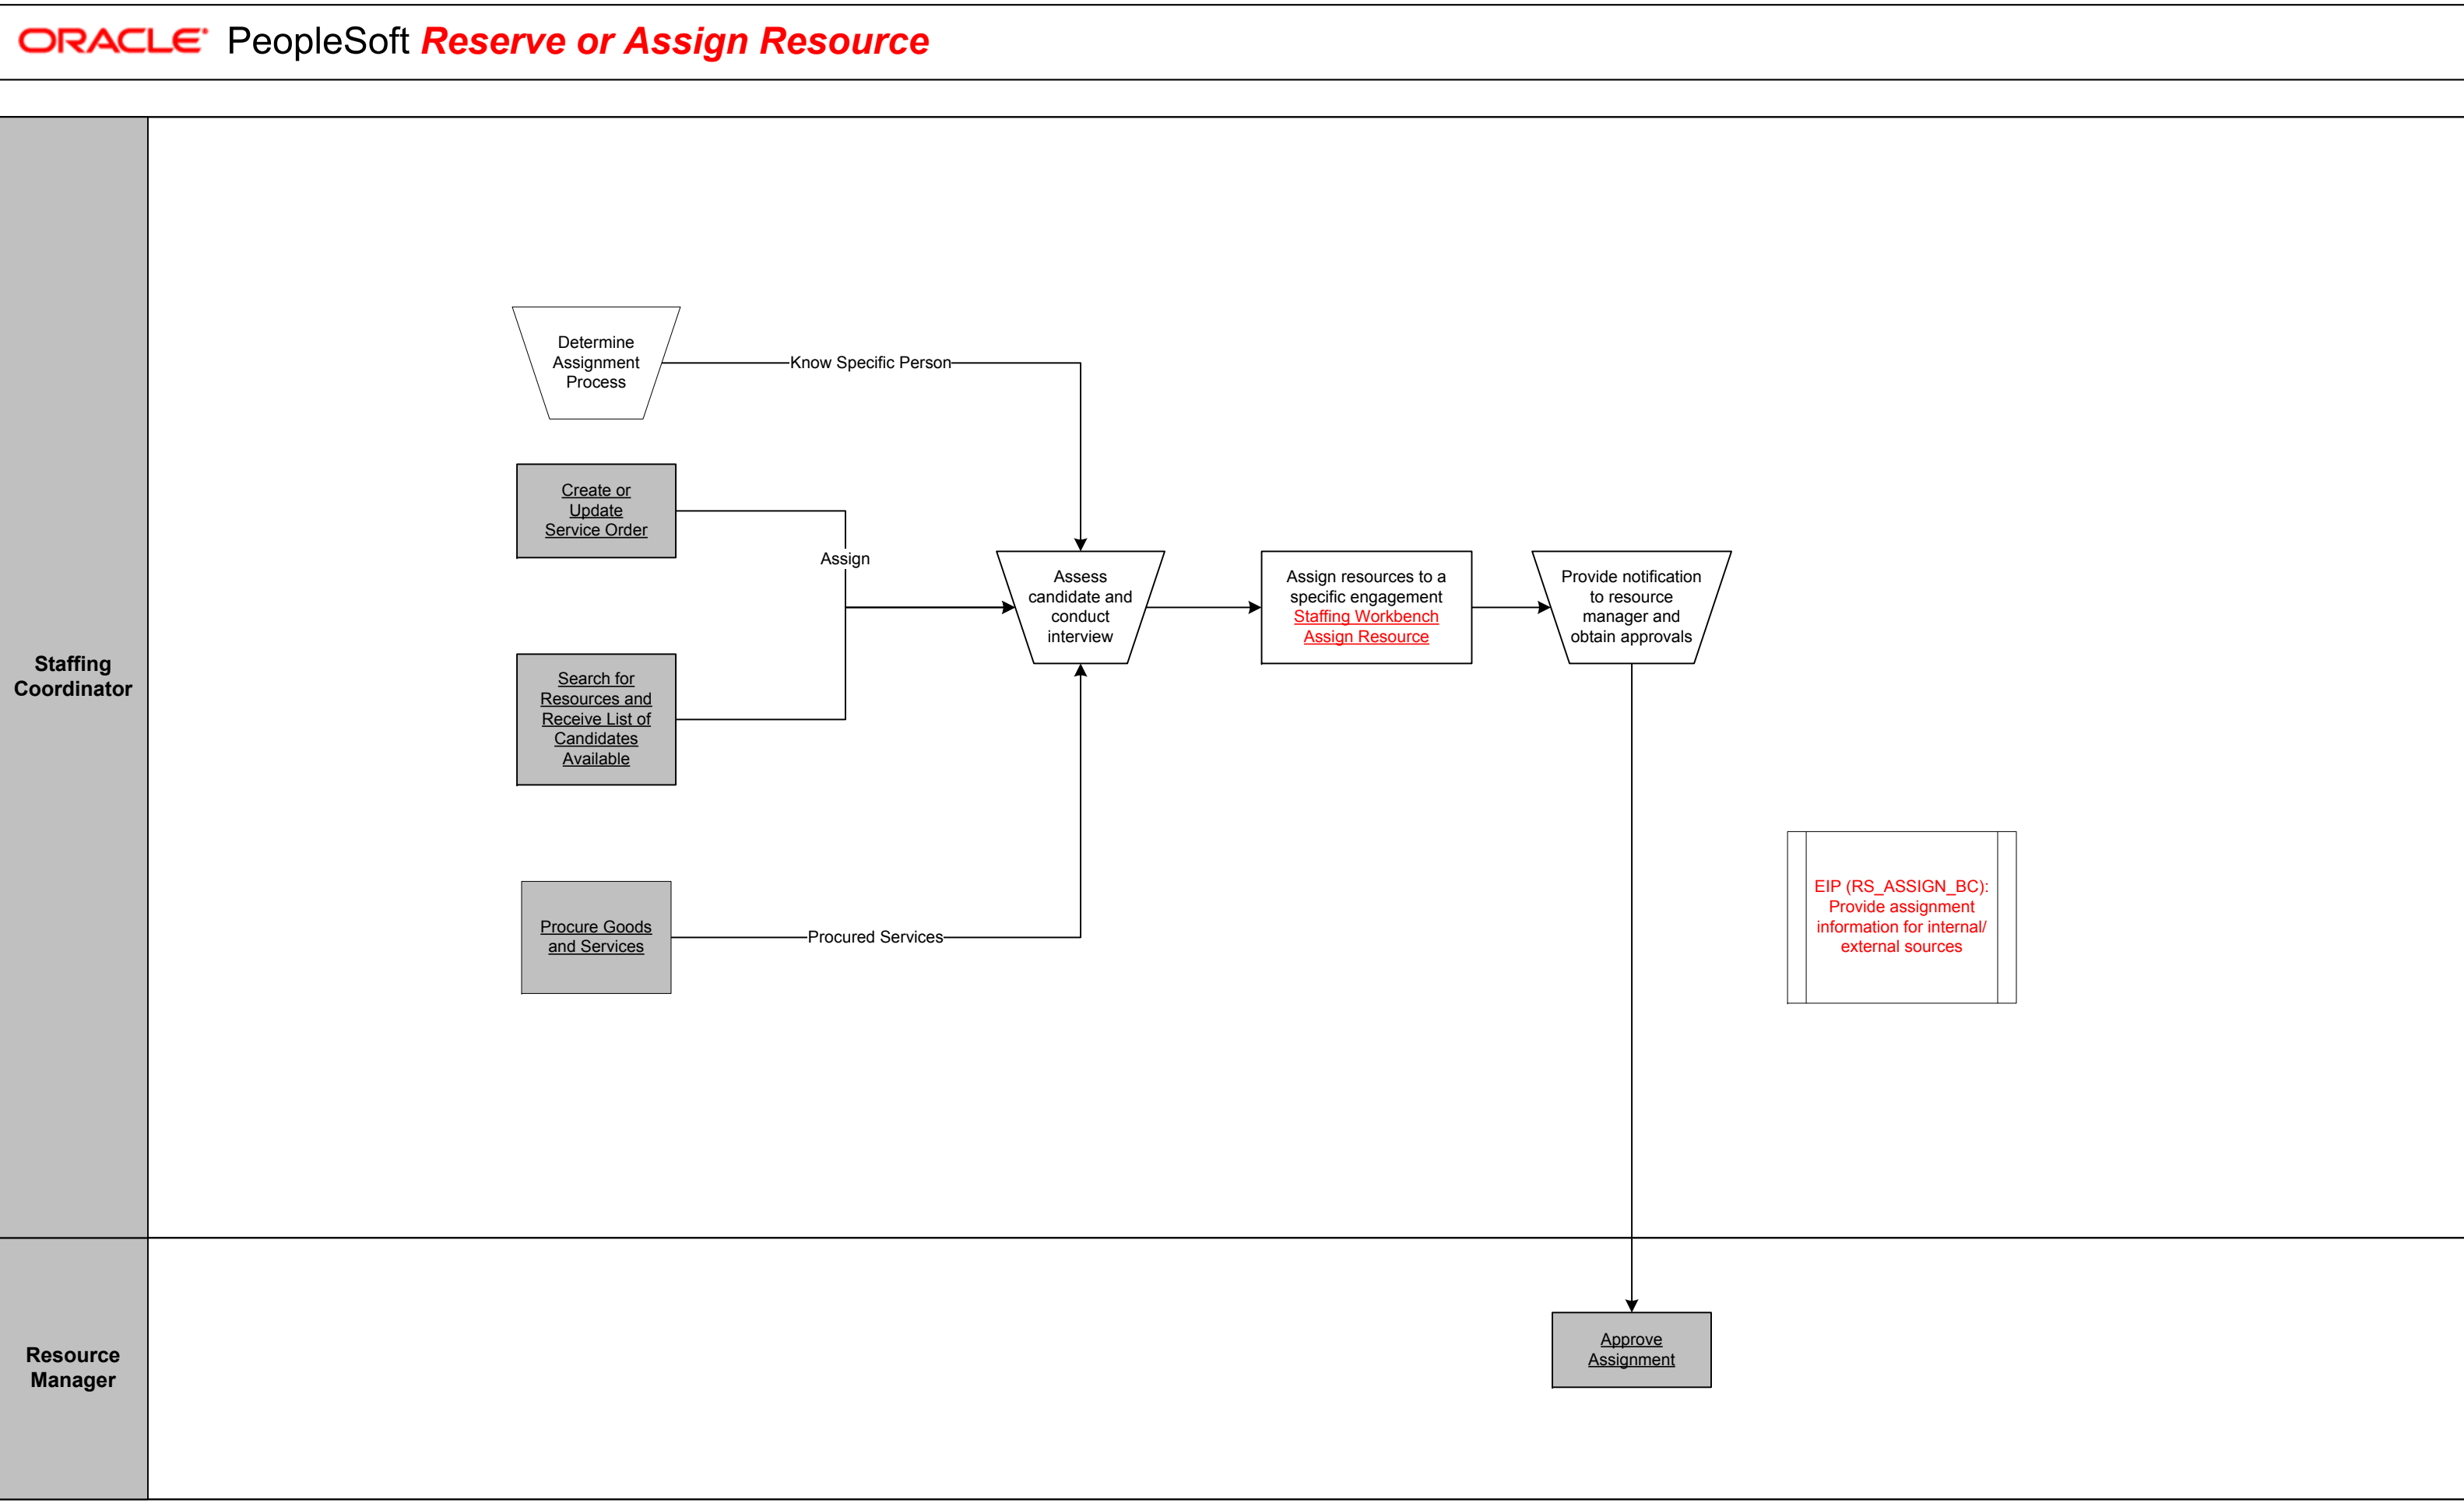 ORACLE PeopleSoft Reserve or Assign Resource
Staffing
Coordinator
Determine
Assignment
Process
Know Specific Person
Create or
Update
Service Order
Assign
Search for
Resources and
Receive List of
Candidates
Available
Procure Goods
and Services
Procured Services
Assess
candidate and
conduct
interview
Assign resources to a
specific engagement
Staffing Workbench
Assign Resource
Provide notification
to resource
manager and
obtain approvals
EIP (RS_ASSIGN_BC):
Provide assignment
information for internal/
external sources
Resource
Manager
Approve
Assignment